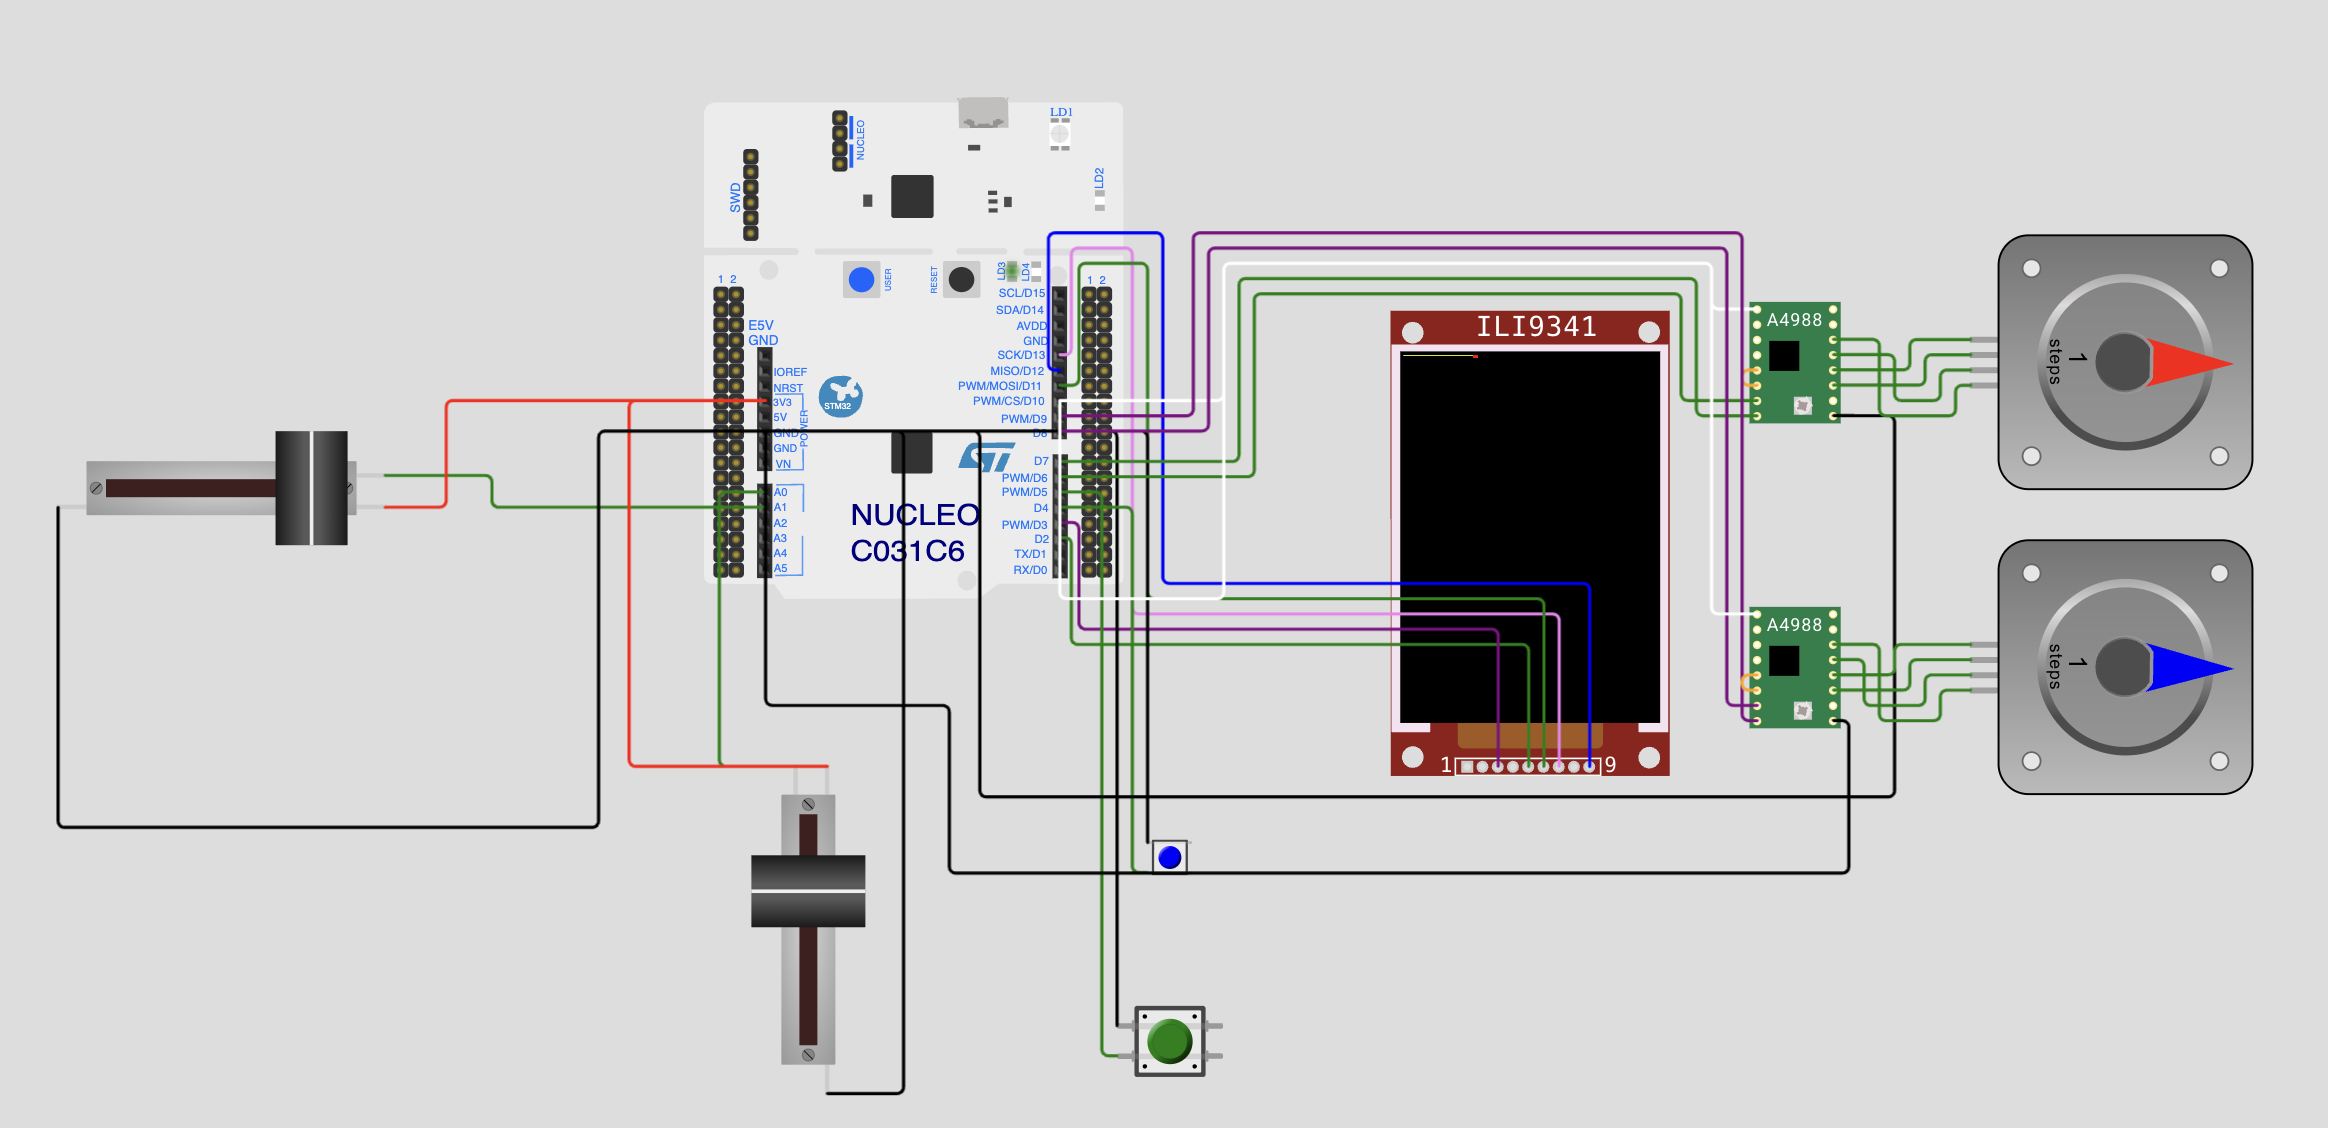 LD1
NUCLEO
LD2
SWD
USER
RESET
LD3
LD4
1 2
1 2
E5V
GND
IOREF
NRST
3V3
5V
GND
GND
VN
POWER
A0
A1
A2
A3
A4
A5
STM32
ST
NUCLEO
C031C6
SCL/D15
SDA/D14
AVDD
GND
SCK/D13
MISO/D12
PWM/MOSI/D11
PWM/CS/D10
PWM/D9
D8
D7
PWM/D6
PWM/D5
D4
PWM/D3
D2
TX/D1
RX/D0
ILI9341
1
9
A4988
1
steps
A4988
1
steps